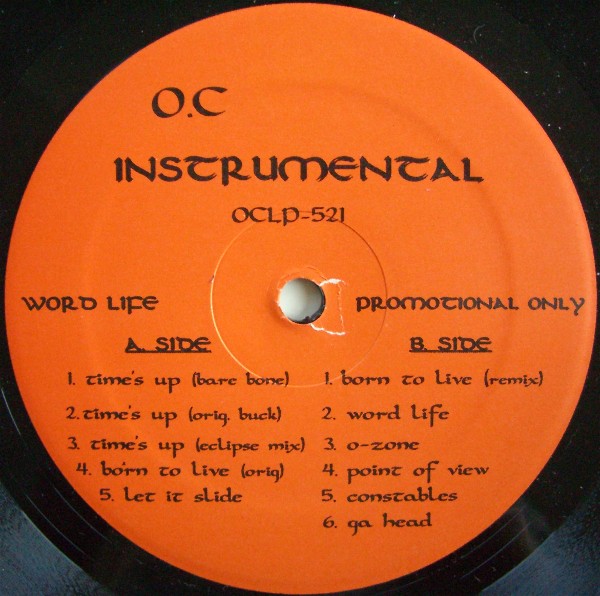 O.C
INSTRUMENTAL
OCLP-521
WORD LIFE
PROMOTIONAL ONLY
A. SIDE
1. time's up (bare bone)
2. time's up (orig. buck)
3. time's up (eclipse mix)
4. born to live (orig)
5. let it slide
B. SIDE
1. born to live (remix)
2. word life
3. o-zone
4. point of view
5. constables
6. ga head